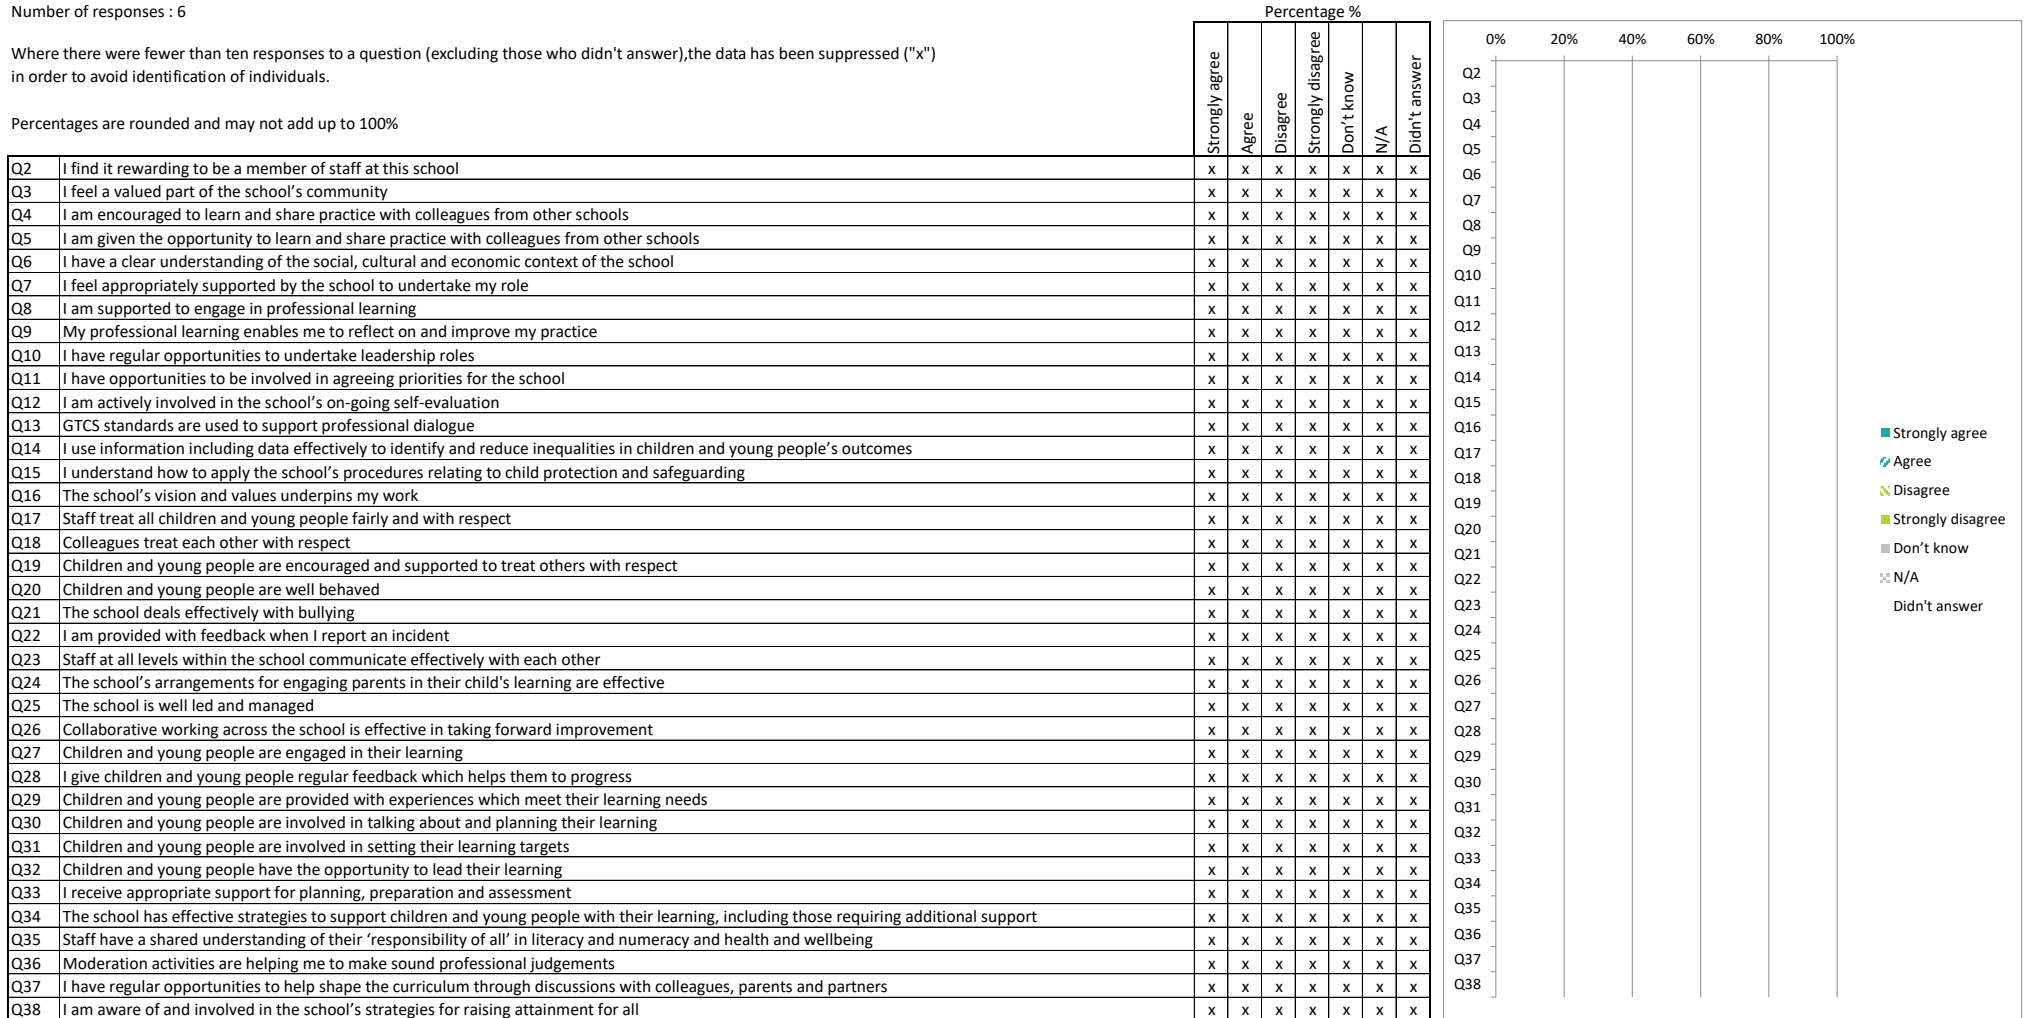 Number of responses : 6
Percentage %
Where there were fewer than ten responses to a question (excluding those who didn't answer),the data has been suppressed ("x")
in order to avoid identification of individuals.
Percentages are rounded and may not add up to 100%
Strongly agree
Agree
Disagree
Strongly disagree
Don't know
N/A
Didn't answer
Q2 I find it rewarding to be a member of staff at this school x x x x x x x
Q3 I feel a valued part of the school’s community x x x x x x x
Q4 I am encouraged to learn and share practice with colleagues from other schools x x x x x x x
Q5 I am given the opportunity to learn and share practice with colleagues from other schools x x x x x x x
Q6 I have a clear understanding of the social, cultural and economic context of the school x x x x x x x
Q7 I feel appropriately supported by the school to undertake my role x x x x x x x
Q8 I am supported to engage in professional learning x x x x x x x
Q9 My professional learning enables me to reflect on and improve my practice x x x x x x x
Q10 I have regular opportunities to undertake leadership roles x x x x x x x
Q11 I have opportunities to be involved in agreeing priorities for the school x x x x x x x
Q12 I am actively involved in the school’s on-going self-evaluation x x x x x x x
Q13 GTCS standards are used to support professional dialogue x x x x x x x
Q14 I use information including data effectively to identify and reduce inequalities in children and young people’s outcomes x x x x x x x
Q15 I understand how to apply the school’s procedures relating to child protection and safeguarding x x x x x x x
Q16 The school’s vision and values underpins my work x x x x x x x
Q17 Staff treat all children and young people fairly and with respect x x x x x x x
Q18 Colleagues treat each other with respect x x x x x x x
Q19 Children and young people are encouraged and supported to treat others with respect x x x x x x x
Q20 Children and young people are well behaved x x x x x x x
Q21 The school deals effectively with bullying x x x x x x x
Q22 I am provided with feedback when I report an incident x x x x x x x
Q23 Staff at all levels within the school communicate effectively with each other x x x x x x x
Q24 The school’s arrangements for engaging parents in their child's learning are effective x x x x x x x
Q25 The school is well led and managed x x x x x x x
Q26 Collaborative working across the school is effective in taking forward improvement x x x x x x x
Q27 Children and young people are engaged in their learning x x x x x x x
Q28 I give children and young people regular feedback which helps them to progress x x x x x x x
Q29 Children and young people are provided with experiences which meet their learning needs x x x x x x x
Q30 Children and young people are involved in talking about and planning their learning x x x x x x x
Q31 Children and young people are involved in setting their learning targets x x x x x x x
Q32 Children and young people have the opportunity to lead their learning x x x x x x x
Q33 I receive appropriate support for planning, preparation and assessment x x x x x x x
Q34 The school has effective strategies to support children and young people with their learning, including those requiring additional support x x x x x x x
Q35 Staff have a shared understanding of their ‘responsibility of all’ in literacy and numeracy and health and wellbeing x x x x x x x
Q36 Moderation activities are helping me to make sound professional judgements x x x x x x x
Q37 I have regular opportunities to help shape the curriculum through discussions with colleagues, parents and partners x x x x x x x
Q38 I am aware of and involved in the school’s strategies for raising attainment for all x x x x x x x
0% 20% 40% 60% 80% 100%
Q2
Q3
Q4
Q5
Q6
Q7
Q8
Q9
Q10
Q11
Q12
Q13
Q14
Q15
Q16
Q17
Q18
Q19
Q20
Q21
Q22
Q23
Q24
Q25
Q26
Q27
Q28
Q29
Q30
Q31
Q32
Q33
Q34
Q35
Q36
Q37
Q38
Strongly agree
Agree
Disagree
Strongly disagree
Don’t know
N/A
Didn't answer